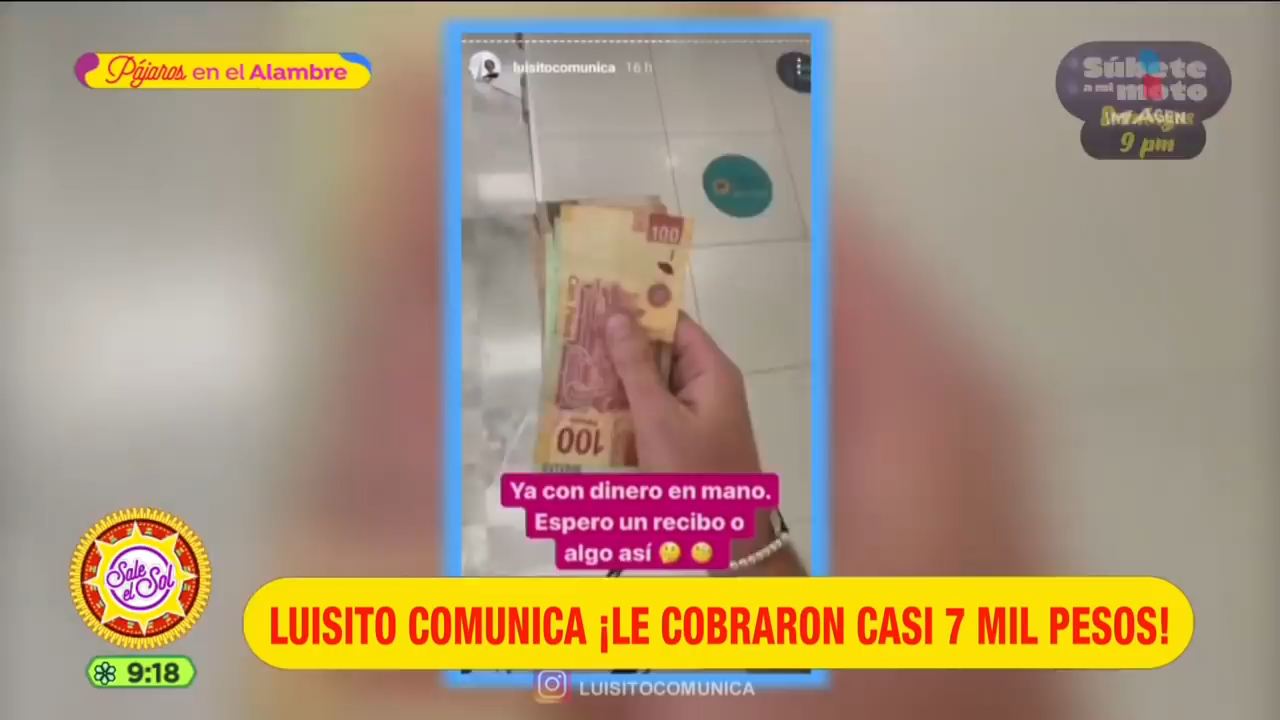 Pájaros en el Alambre
luisitocomunica 16 h
Súbete
a mi moto
IMAGEN
9 pm
100
Cien Pesos
100
Ya con dinero en mano.
Espero un recibo o
algo así 🤔 🧐
Sale
el Sol
9:18
LUISITO COMUNICA ¡LE COBRARON CASI 7 MIL PESOS!
LUISITOCOMUNICA